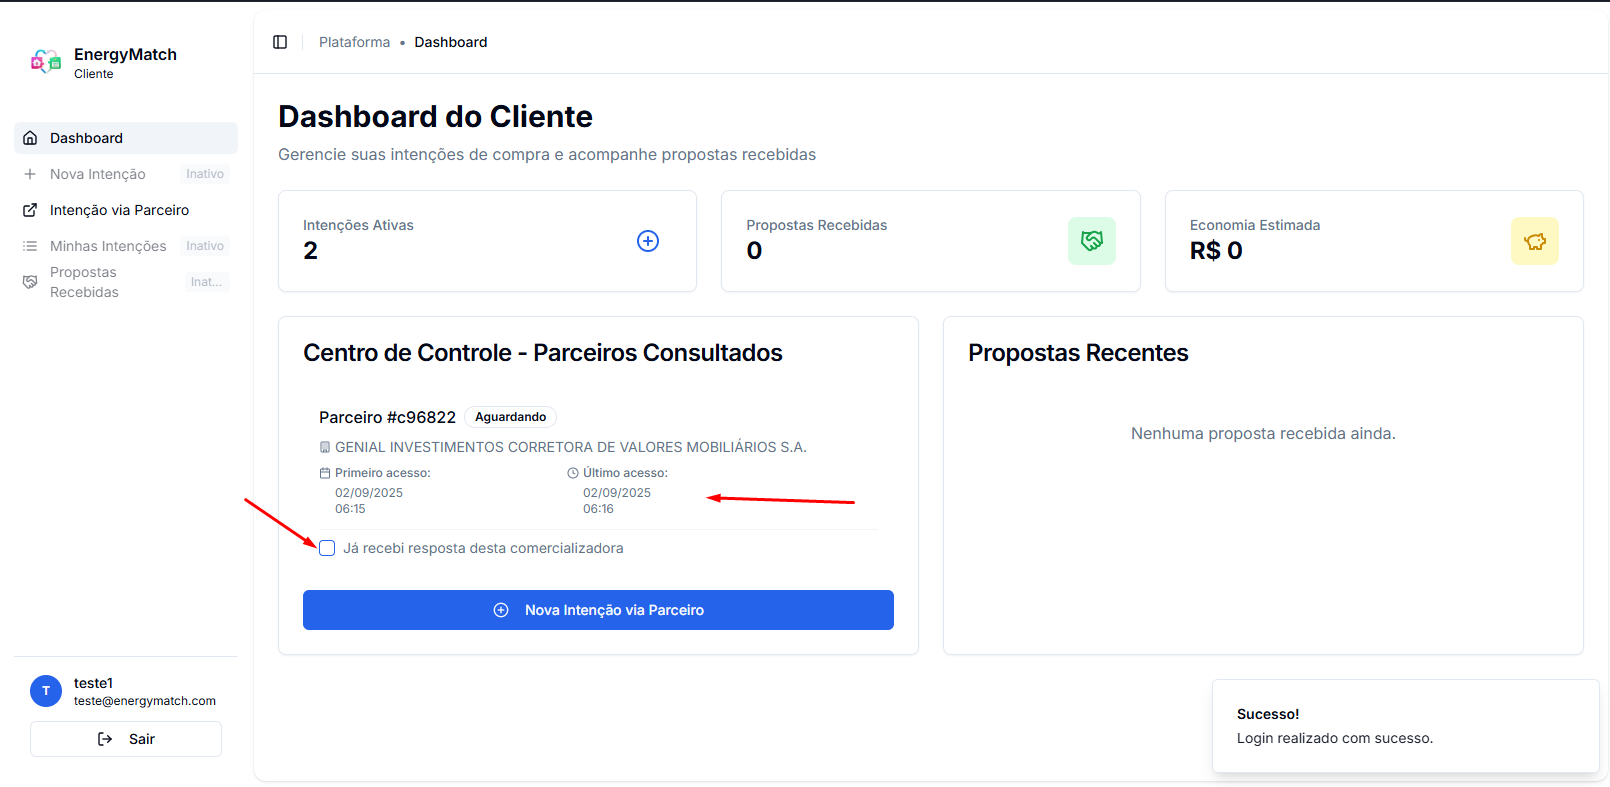 EnergyMatch
Cliente
Dashboard
Nova Intenção Inativo
Intenção via Parceiro
Minhas Intenções Inativo
Propostas
Recebidas Inat...
T
teste1
teste@energymatch.com
Sair
Plataforma • Dashboard
Dashboard do Cliente
Gerencie suas intenções de compra e acompanhe propostas recebidas
Intenções Ativas
2
Propostas Recebidas
0
Economia Estimada
R$ 0
Centro de Controle - Parceiros Consultados
Parceiro #c96822 Aguardando
GENIAL INVESTIMENTOS CORRETORA DE VALORES MOBILIÁRIOS S.A.
Primeiro acesso:
02/09/2025
06:15
Último acesso:
02/09/2025
06:16
Já recebi resposta desta comercializadora
Nova Intenção via Parceiro
Propostas Recentes
Nenhuma proposta recebida ainda.
Sucesso!
Login realizado com sucesso.